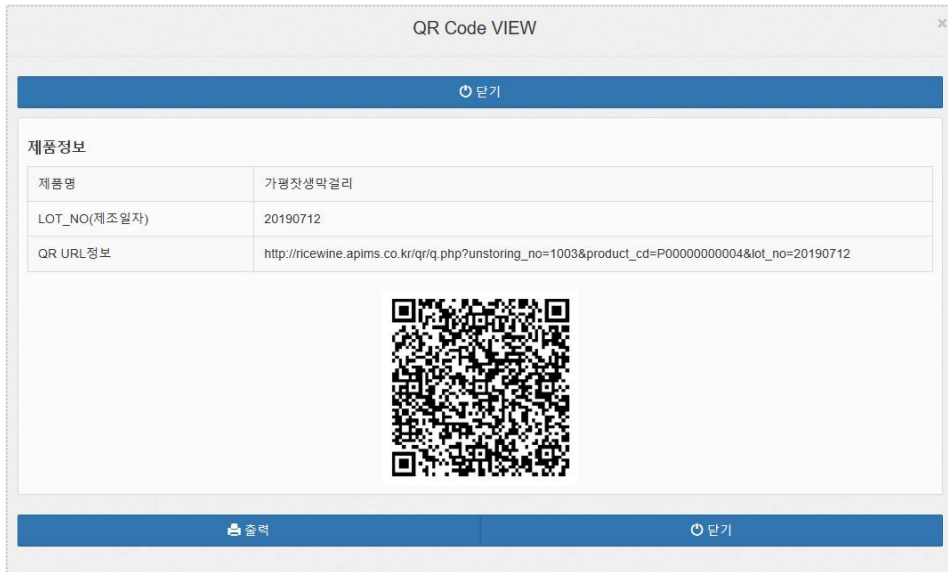 QR Code VIEW
×
닫기
제품정보
제품명 가평잣생막걸리
LOT_NO(제조일자) 20190712
QR URL정보 http://ricewine.apims.co.kr/qr/q.php?unstoring_no=1003&product_cd=P00000000004&lot_no=20190712
출력 닫기